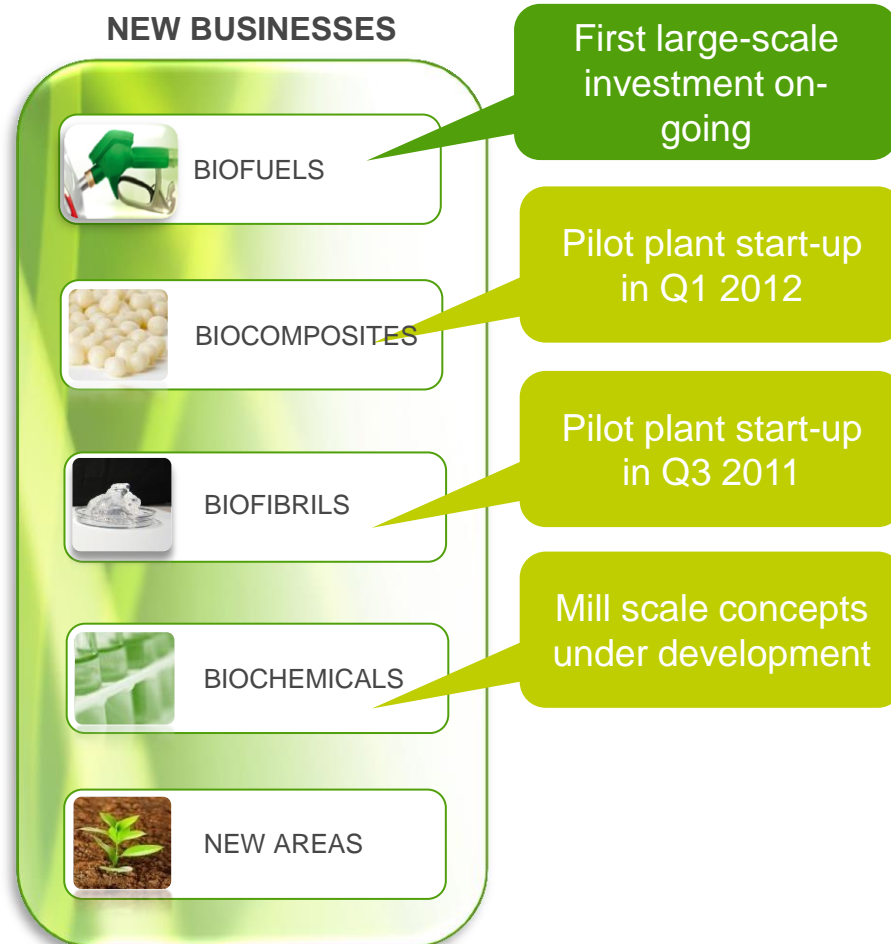 NEW BUSINESSES
First large-scale
investment on-
going
BIOFUELS
Pilot plant start-up
in Q1 2012
BIOCOMPOSITES
Pilot plant start-up
in Q3 2011
BIOFIBRILS
Mill scale concepts
under development
BIOCHEMICALS
NEW AREAS